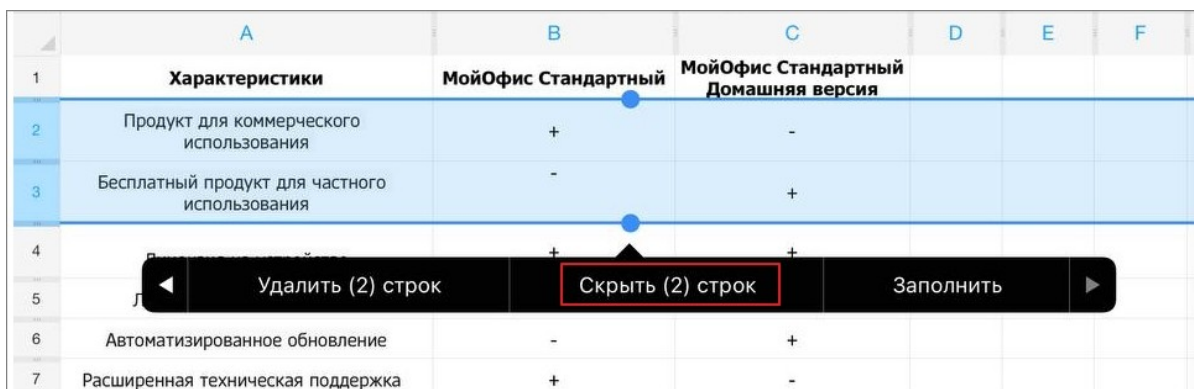 A B C D E F
1 Характеристики МойОфис Стандартный МойОфис Стандартный
Домашняя версия
2 Продукт для коммерческого
использования + -
3 Бесплатный продукт для частного
использования - +
4 + +
Удалить (2) строк Скрыть (2) строк Заполнить
5
6 Автоматизированное обновление - +
7 Расширенная техническая поддержка + -